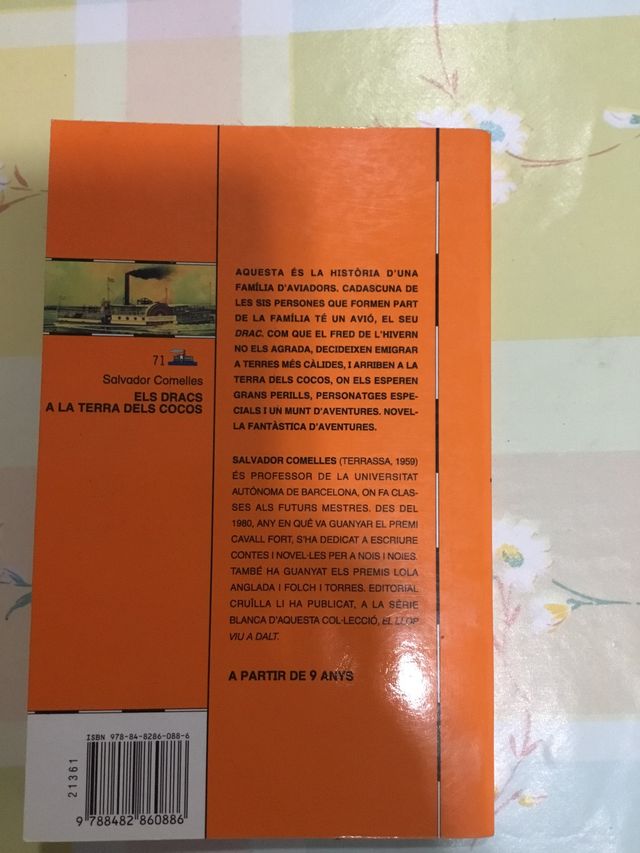 71
Salvador Comelles
ELS DRACS
A LA TERRA DELS COCOS
AQUESTA ÉS LA HISTÒRIA D'UNA
FAMÍLIA D'AVIADORS. CADASCUNA DE
LES SIS PERSONES QUE FORMEN PART
DE LA FAMÍLIA TÉ UN AVIÓ, EL SEU
DRAC. COM QUE EL FRED DE L'HIVERN
NO ELS AGRADA, DECIDEIXEN EMIGRAR
A TERRES MÉS CÀLIDES, I ARRIBEN A LA
TERRA DELS COCOS, ON ELS ESPEREN
GRANS PERILLS, PERSONATGES ESPE-
CIALS I UN MUNT D'AVENTURES. NOVEL-
LA FANTÀSTICA D'AVENTURES.
SALVADOR COMELLES (TERRASSA, 1959)
ÉS PROFESSOR DE LA UNIVERSITAT
AUTÒNOMA DE BARCELONA, ON FA CLAS-
SES ALS FUTURS MESTRES. DES DEL
1980, ANY EN QUÈ VA GUANYAR EL PREMI
CAVALL FORT, S'HA DEDICAT A ESCRIURE
CONTES I NOVEL·LES PER A NOIS I NOIES.
TAMBÉ HA GUANYAT ELS PREMIS LOLA
ANGLADA I FOLCH I TORRES. EDITORIAL
CRUÏLLA LI HA PUBLICAT, A LA SÈRIE
BLANCA D'AQUESTA COL·LECCIÓ, EL LLOP
VIU A DALT.
A PARTIR DE 9 ANYS
ISBN 978-84-8286-088-6
21361
9 788482 860886